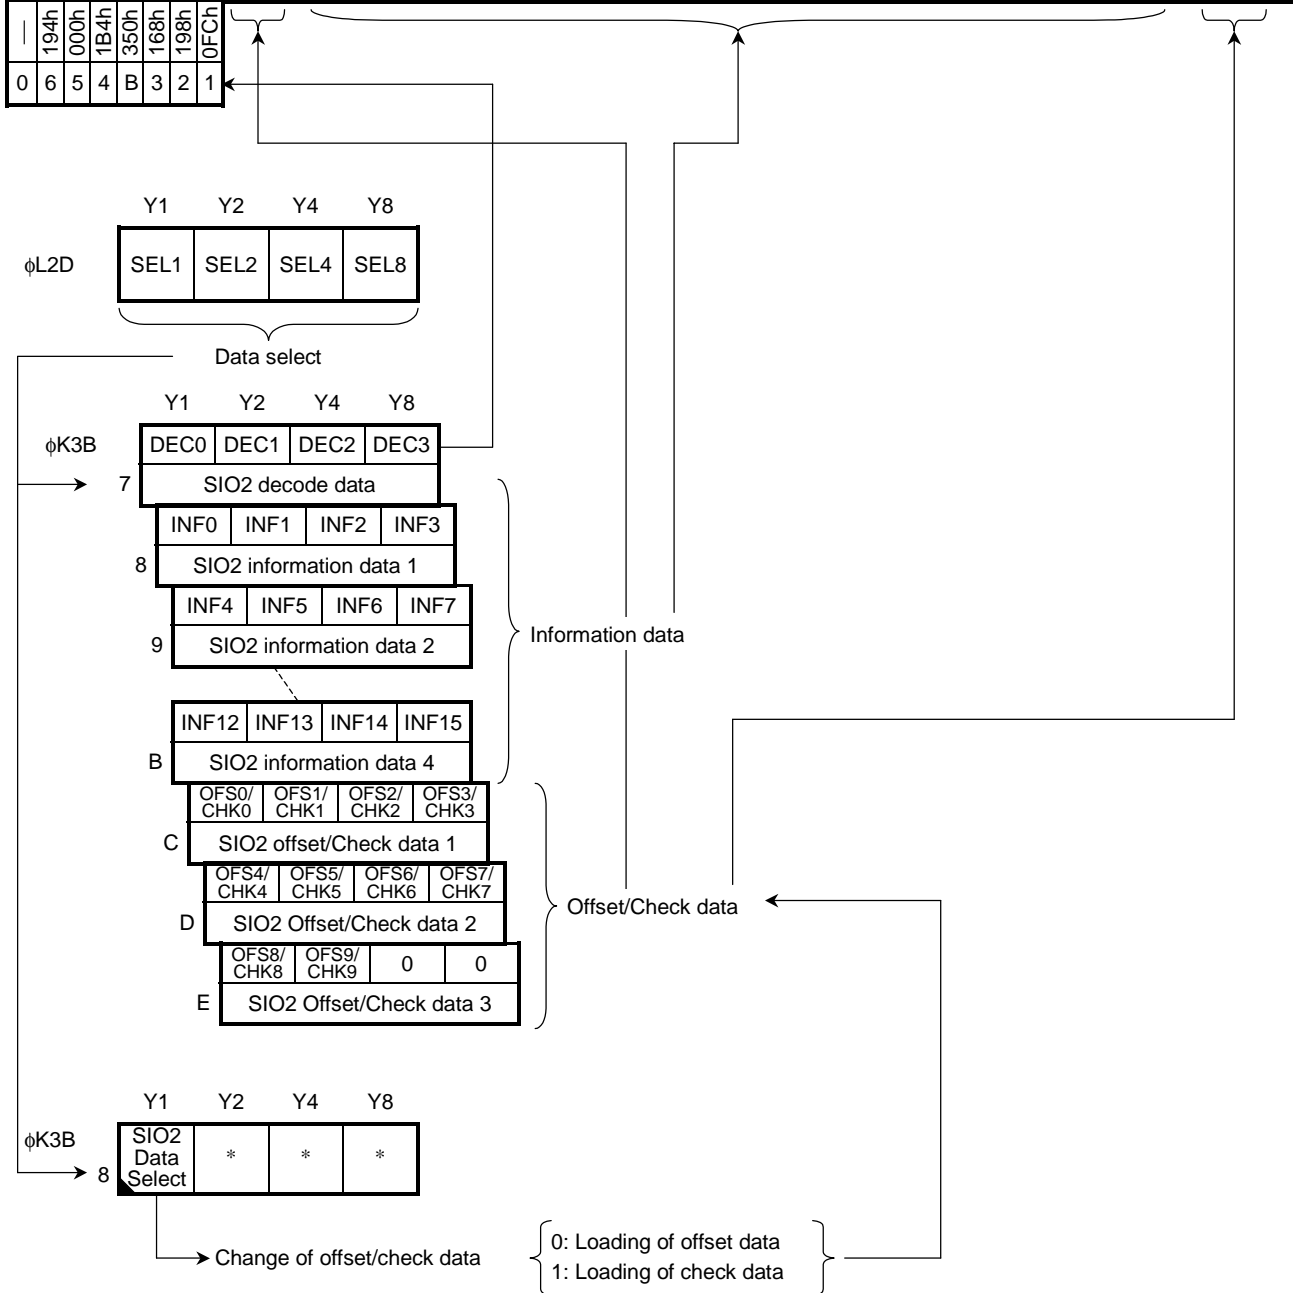 — 194h 000h 1B4h 350h 168h 198h 0FCh
0 6 5 4 B 3 2 1
Y1 Y2 Y4 Y8
ϕL2D SEL1 SEL2 SEL4 SEL8
Data select
Y1 Y2 Y4 Y8
ϕK3B DEC0 DEC1 DEC2 DEC3
7 SIO2 decode data
INF0 INF1 INF2 INF3
8 SIO2 information data 1
INF4 INF5 INF6 INF7
9 SIO2 information data 2
Information data
INF12 INF13 INF14 INF15
B SIO2 information data 4
OFS0/ OFS1/ OFS2/ OFS3/
CHK0 CHK1 CHK2 CHK3
C SIO2 offset/Check data 1
OFS4/ OFS5/ OFS6/ OFS7/
CHK4 CHK5 CHK6 CHK7
D SIO2 Offset/Check data 2
Offset/Check data
OFS8/ OFS9/
CHK8 CHK9 0 0
E SIO2 Offset/Check data 3
Y1 Y2 Y4 Y8
ϕK3B
8
SIO2
Data
Select
* * *
Change of offset/check data
0: Loading of offset data
1: Loading of check data